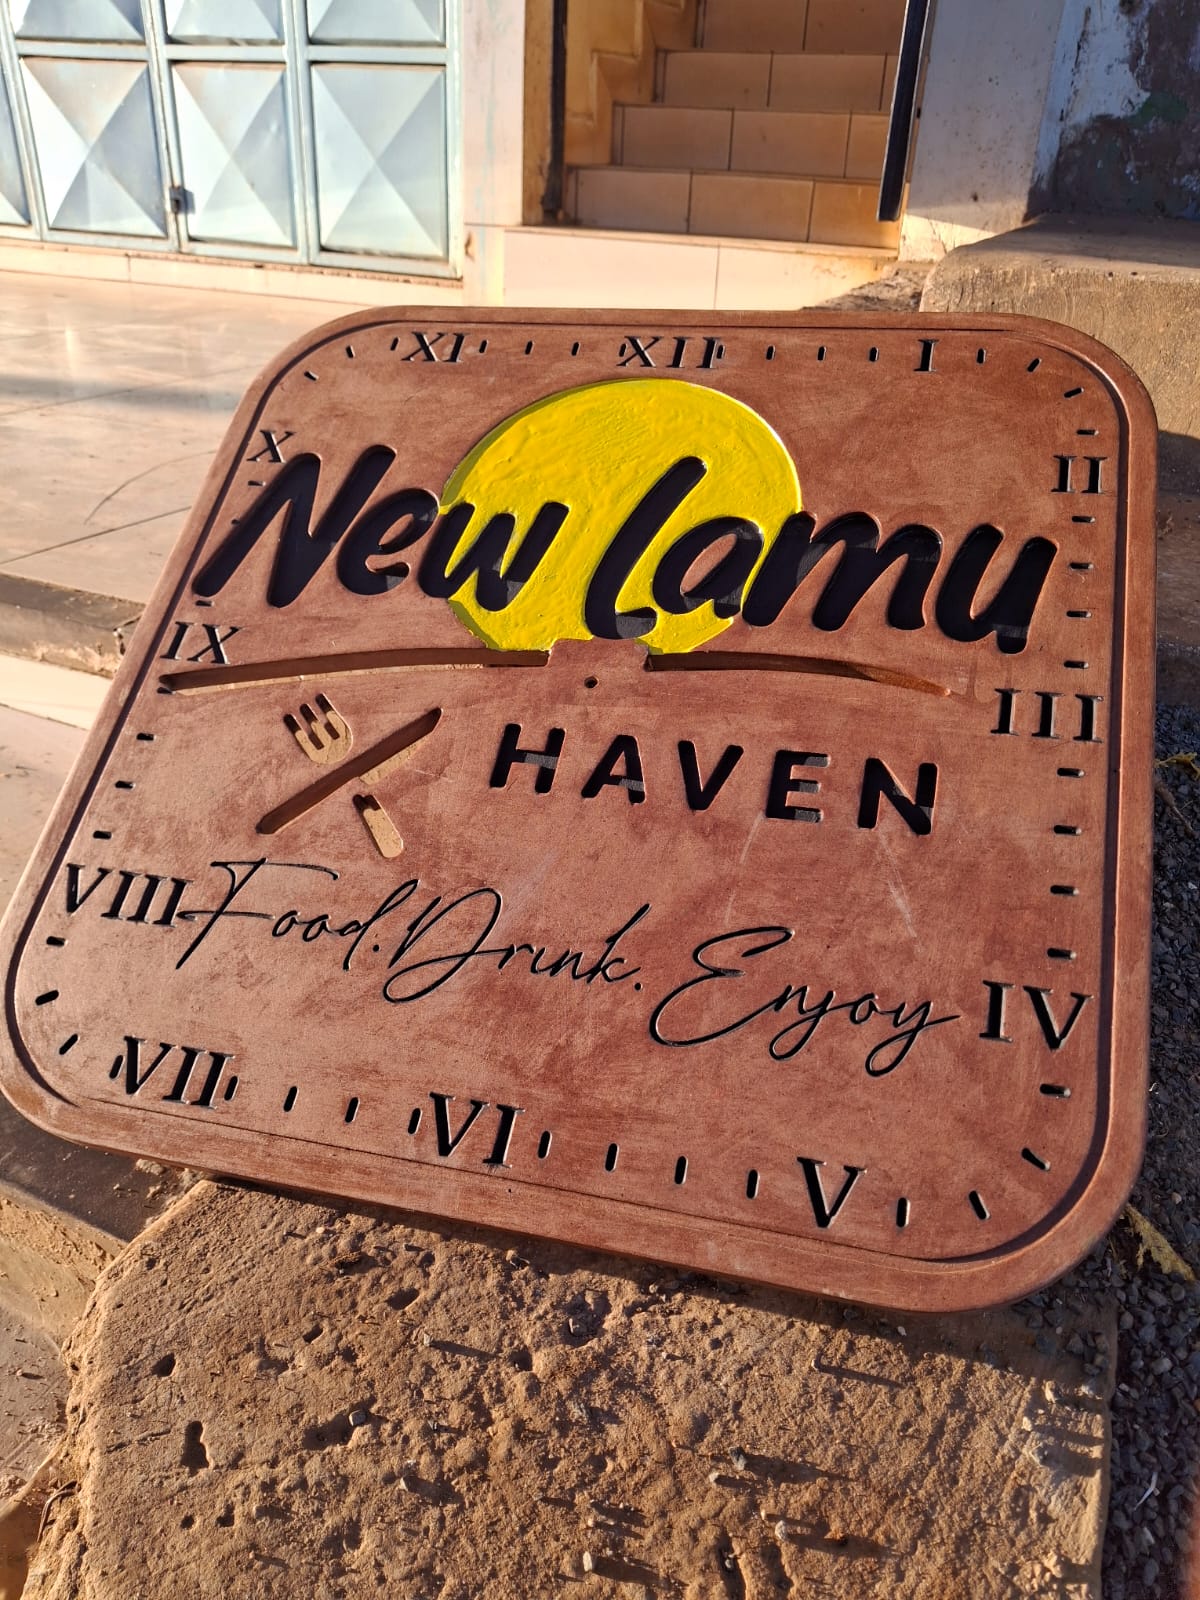 XI XII I
X II
New Lamu
IX III
HAVEN
VIII Food. Drink. Enjoy IV
VII VI V